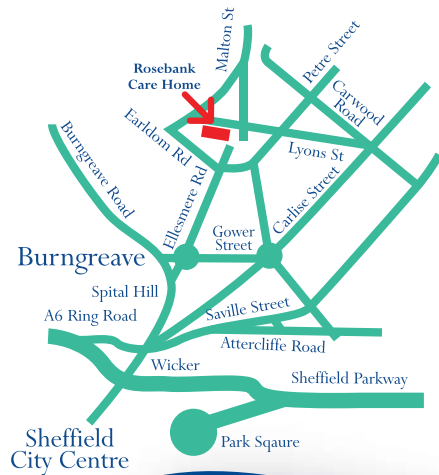 Malton St
Petre Street
Rosebank
Care Home
Carwood
Road
Earldom Rd
Lyons St
Burngreave Road
Ellesmere Rd
Carlise Street
Gower
Street
Burngreave
Spital Hill
A6 Ring Road
Saville Street
Attercliffe Road
Wicker
Sheffield Parkway
Sheffield
City Centre
Park Sqaure